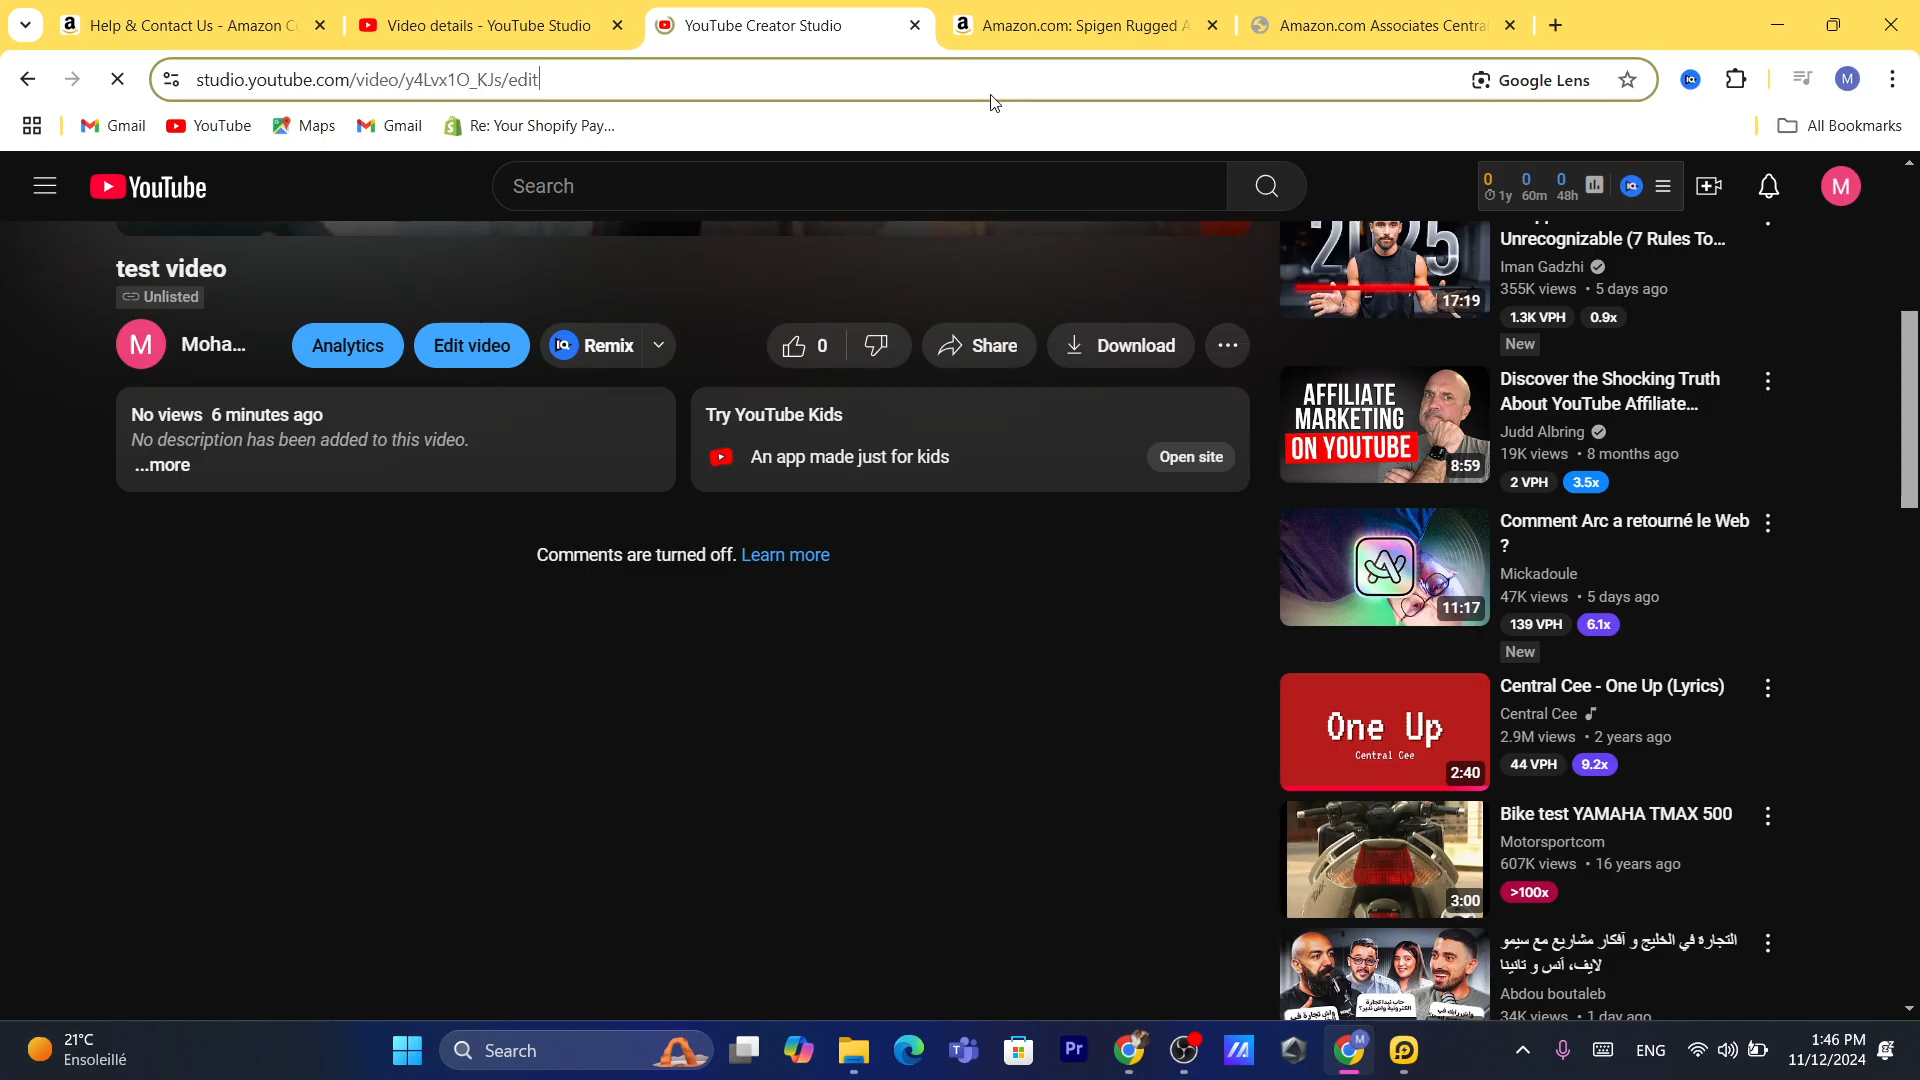 Help & Contact Us - Amazon C
Video details - YouTube Studio
YouTube Creator Studio
Amazon.com: Spigen Rugged A
Amazon.com Associates Centra
studio.youtube.com/video/y4Lvx1O_KJs/edit
Google Lens
M
Gmail
YouTube
Maps
Gmail
Re: Your Shopify Pay...
All Bookmarks
YouTube
Search
0 0 0
1y 60m 48h
M
test video
Unlisted
M
Moha...
Analytics
Edit video
Remix
0
Share
Download
No views 6 minutes ago
No description has been added to this video.
...more
Try YouTube Kids
An app made just for kids
Open site
Comments are turned off. Learn more
2025
17:19
Unrecognizable (7 Rules To...
Iman Gadzhi
355K views • 5 days ago
1.3K VPH 0.9x
New
AFFILIATE
MARKETING
ON YOUTUBE
8:59
Discover the Shocking Truth
About YouTube Affiliate...
Judd Albring
19K views • 8 months ago
2 VPH 3.5x
11:17
Comment Arc a retourné le Web
?
Mickadoule
47K views • 5 days ago
139 VPH 6.1x
New
One Up
Central Cee
2:40
Central Cee - One Up (Lyrics)
Central Cee
2.9M views • 2 years ago
44 VPH 9.2x
3:00
Bike test YAMAHA TMAX 500
Motorsportcom
607K views • 16 years ago
>100x
التجارة في الخليج و آفكار مشاريع مع سيمو
لايف، آنس و تانينا
Abdou boutaleb
34K views • 1 day ago
21°C
Ensoleillé
Search
Pr
M
ENG
1:46 PM
11/12/2024